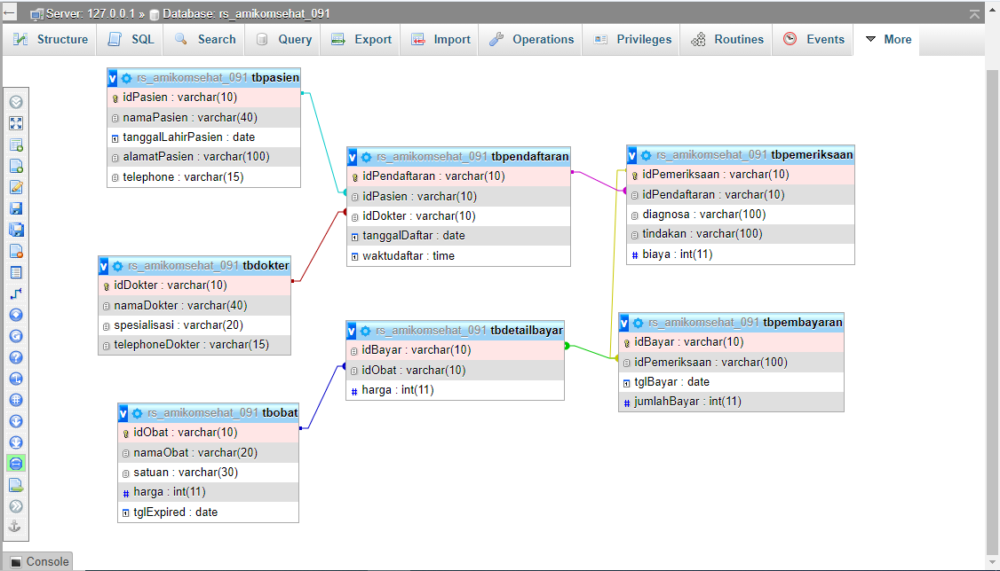 Server: 127.0.0.1 » Database: rs_amikomsehat_091
Structure SQL Search Query Export Import Operations Privileges Routines Events More
rs_amikomsehat_091 tbpasien
idPasien : varchar(10)
namaPasien : varchar(40)
tanggalLahirPasien : date
alamatPasien : varchar(100)
telephone : varchar(15)
rs_amikomsehat_091 tbpendaftaran
idPendaftaran : varchar(10)
idPasien : varchar(10)
idDokter : varchar(10)
tanggalDaftar : date
waktudaftar : time
rs_amikomsehat_091 tbpemeriksaan
idPemeriksaan : varchar(10)
idPendaftaran : varchar(10)
diagnosa : varchar(100)
tindakan : varchar(100)
biaya : int(11)
rs_amikomsehat_091 tbdokter
idDokter : varchar(10)
namaDokter : varchar(40)
spesialisasi : varchar(20)
telephoneDokter : varchar(15)
rs_amikomsehat_091 tbdetailbayar
idBayar : varchar(10)
idObat : varchar(10)
harga : int(11)
rs_amikomsehat_091 tbpembayaran
idBayar : varchar(10)
idPemeriksaan : varchar(100)
tglBayar : date
jumlahBayar : int(11)
rs_amikomsehat_091 tbobat
idObat : varchar(10)
namaObat : varchar(20)
satuan : varchar(30)
harga : int(11)
tglExpired : date
Console